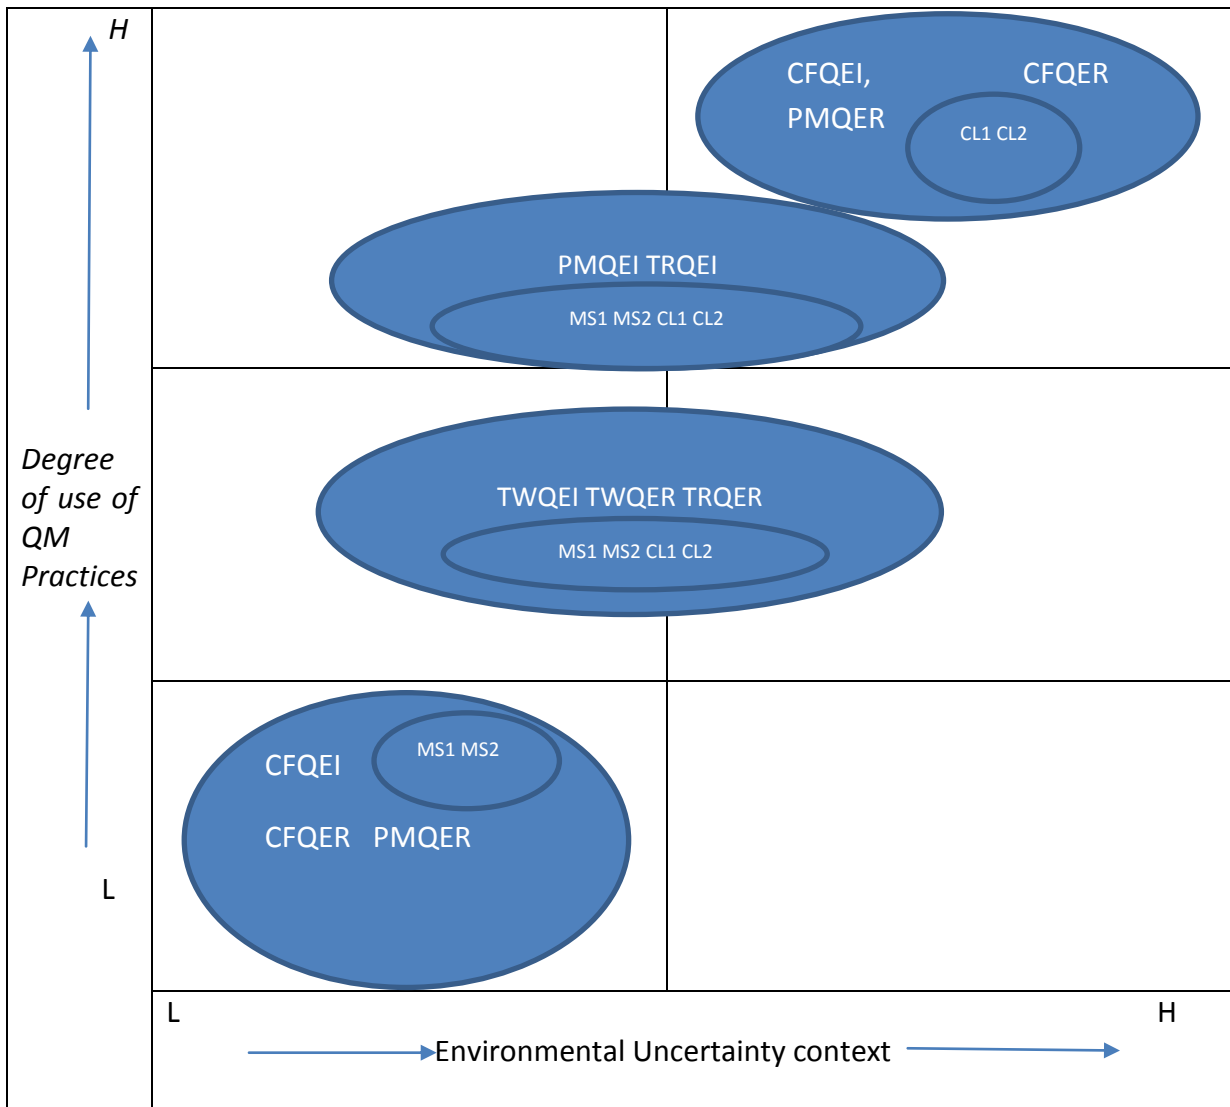 H
CFQEI, CFQER
PMQER
CL1 CL2
PMQEI TRQEI
MS1 MS2 CL1 CL2
Degree
of use of
QM
Practices
TWQEI TWQER TRQER
MS1 MS2 CL1 CL2
MS1 MS2
CFQEI
CFQER PMQER
L
L H
Environmental Uncertainty context